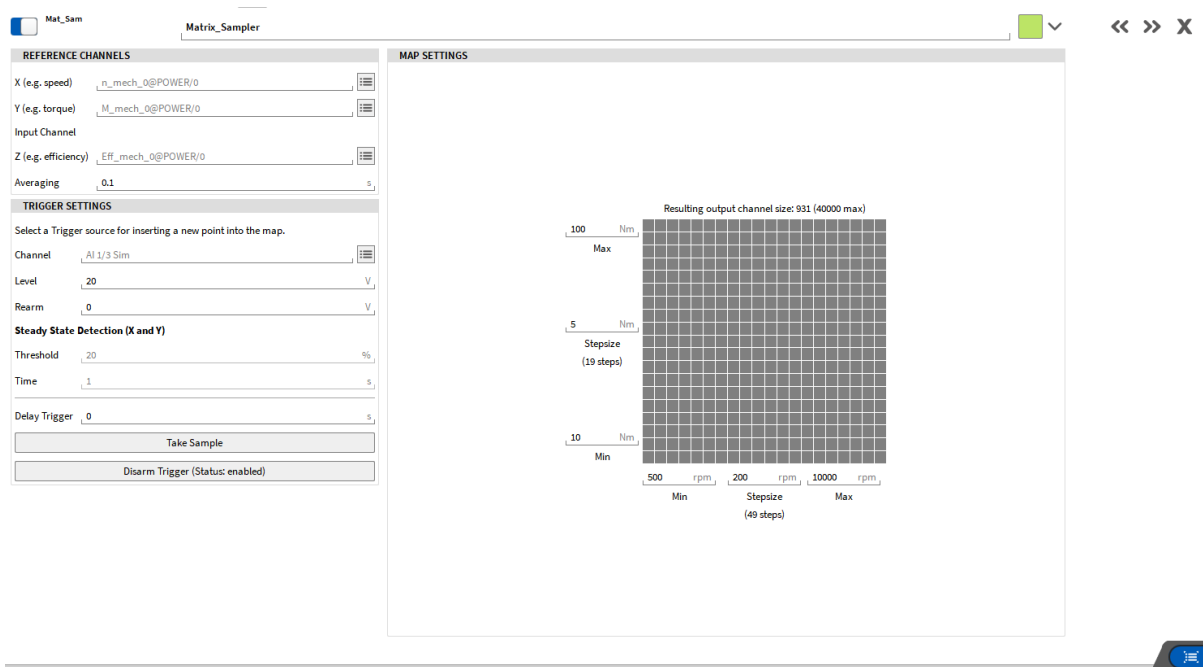 Mat_Sam
Matrix_Sampler
REFERENCE CHANNELS
X (e.g. speed) n_mech_0@POWER/0
Y (e.g. torque) M_mech_0@POWER/0
Input Channel
Z (e.g. efficiency) Eff_mech_0@POWER/0
Averaging 0.1 s
TRIGGER SETTINGS
Select a Trigger source for inserting a new point into the map.
Channel AI 1/3 Sim
Level 20 V
Rearm 0 V
Steady State Detection (X and Y)
Threshold 20 %
Time 1 s
Delay Trigger 0 s
Take Sample
Disarm Trigger (Status: enabled)
MAP SETTINGS
Resulting output channel size: 931 (40000 max)
100 Nm
Max
5 Nm
Stepsize
(19 steps)
10 Nm
Min
500 rpm 200 rpm 10000 rpm
Min Stepsize Max
(49 steps)